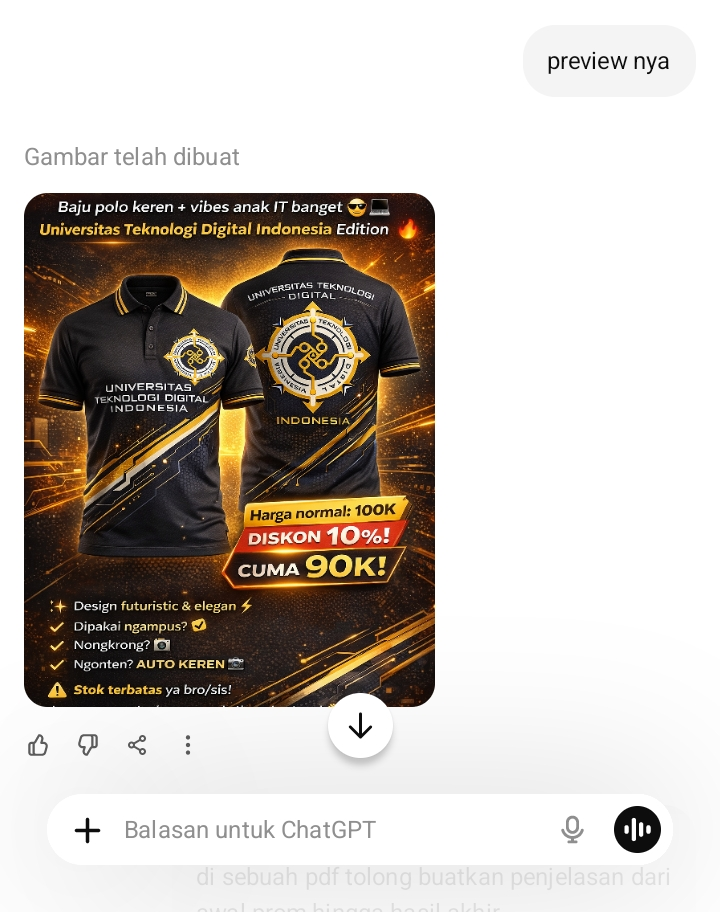 preview nya
Gambar telah dibuat
Baju polo keren + vibes anak IT banget 😎💻
Universitas Teknologi Digital Indonesia Edition 🔥
UNIVERSITAS TEKNOLOGI
DIGITAL
UNIVERSITAS TEKNOLOGI
DIGITAL
INDONESIA
UNIVERSITAS
TEKNOLOGI DIGITAL
INDONESIA
Harga normal: 100K
DISKON 10%!
CUMA 90K!
✨ Design futuristic & elegan ⚡
✓ Dipakai ngampus? ✅
✓ Nongkrong? 📷
✓ Ngonten? AUTO KEREN 📷
⚠ Stok terbatas ya bro/sis!
Balasan untuk ChatGPT
di sebuah pdf tolong buatkan penjelasan dari
awal prom hingga hasil akhir